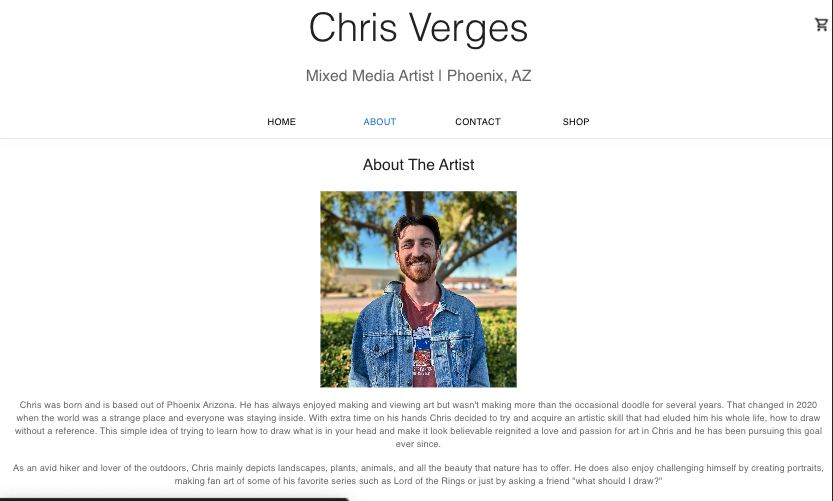 Chris Verges
Mixed Media Artist | Phoenix, AZ
HOME ABOUT CONTACT SHOP
About The Artist
Chris was born and is based out of Phoenix Arizona. He has always enjoyed making and viewing art but wasn't making more than the occasional doodle for several years. That changed in 2020
when the world was a strange place and everyone was staying inside. With extra time on his hands Chris decided to try and acquire an artistic skill that had eluded him his whole life, how to draw
without a reference. This simple idea of trying to learn how to draw what is in your head and make it look believable reignited a love and passion for art in Chris and he has been pursuing this goal
ever since.
As an avid hiker and lover of the outdoors, Chris mainly depicts landscapes, plants, animals, and all the beauty that nature has to offer. He does also enjoy challenging himself by creating portraits,
making fan art of some of his favorite series such as Lord of the Rings or just by asking a friend "what should I draw?"